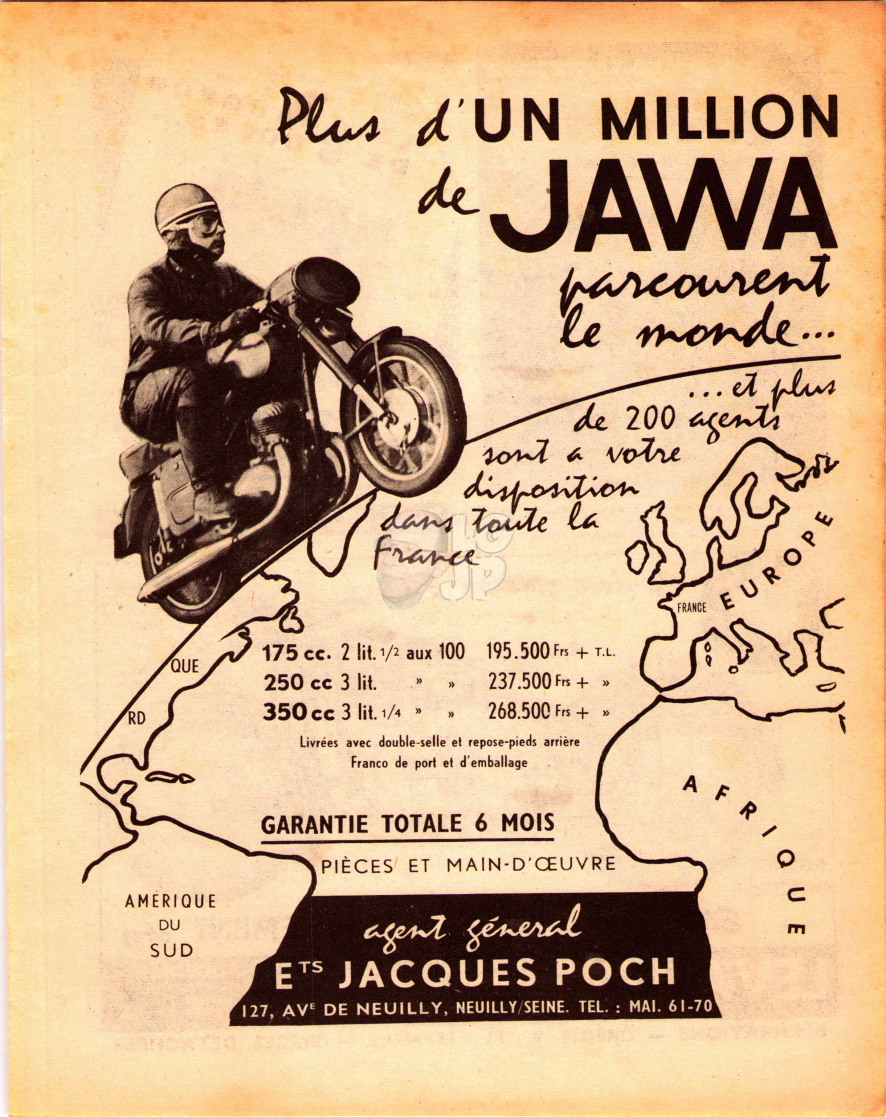 Plus d'UN MILLION
de JAWA
parcourent
le monde...
...et plus
de 200 agents
sont a votre
disposition
dans toute la
France
LGJP
EUROPE
FRANCE
QUE
RD
175 cc. 2 lit. 1/2 aux 100 195.500 Frs + T.L.
250 cc 3 lit. » » 237.500 Frs + »
350 cc 3 lit. 1/4 » » 268.500 Frs + »
Livrées avec double-selle et repose-pieds arrière
Franco de port et d'emballage
AFRIQUE
GARANTIE TOTALE 6 MOIS
PIÈCES ET MAIN-D'ŒUVRE
AMÉRIQUE
DU
SUD
agent géneral
ETS JACQUES POCH
127, AVE DE NEUILLY, NEUILLY/SEINE. TEL. : MAI. 61-70